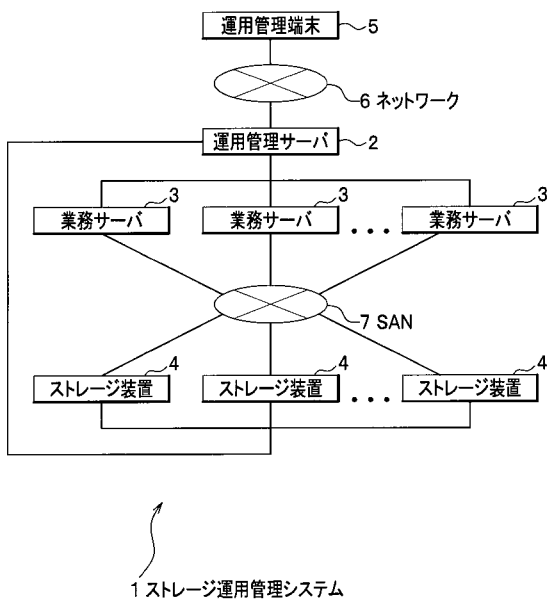 運用管理端末 5
6 ネットワーク
運用管理サーバ 2
3 3 3
業務サーバ 業務サーバ ・・・ 業務サーバ
7 SAN
4 4 4
ストレージ装置 ストレージ装置 ・・・ ストレージ装置
1 ストレージ運用管理システム